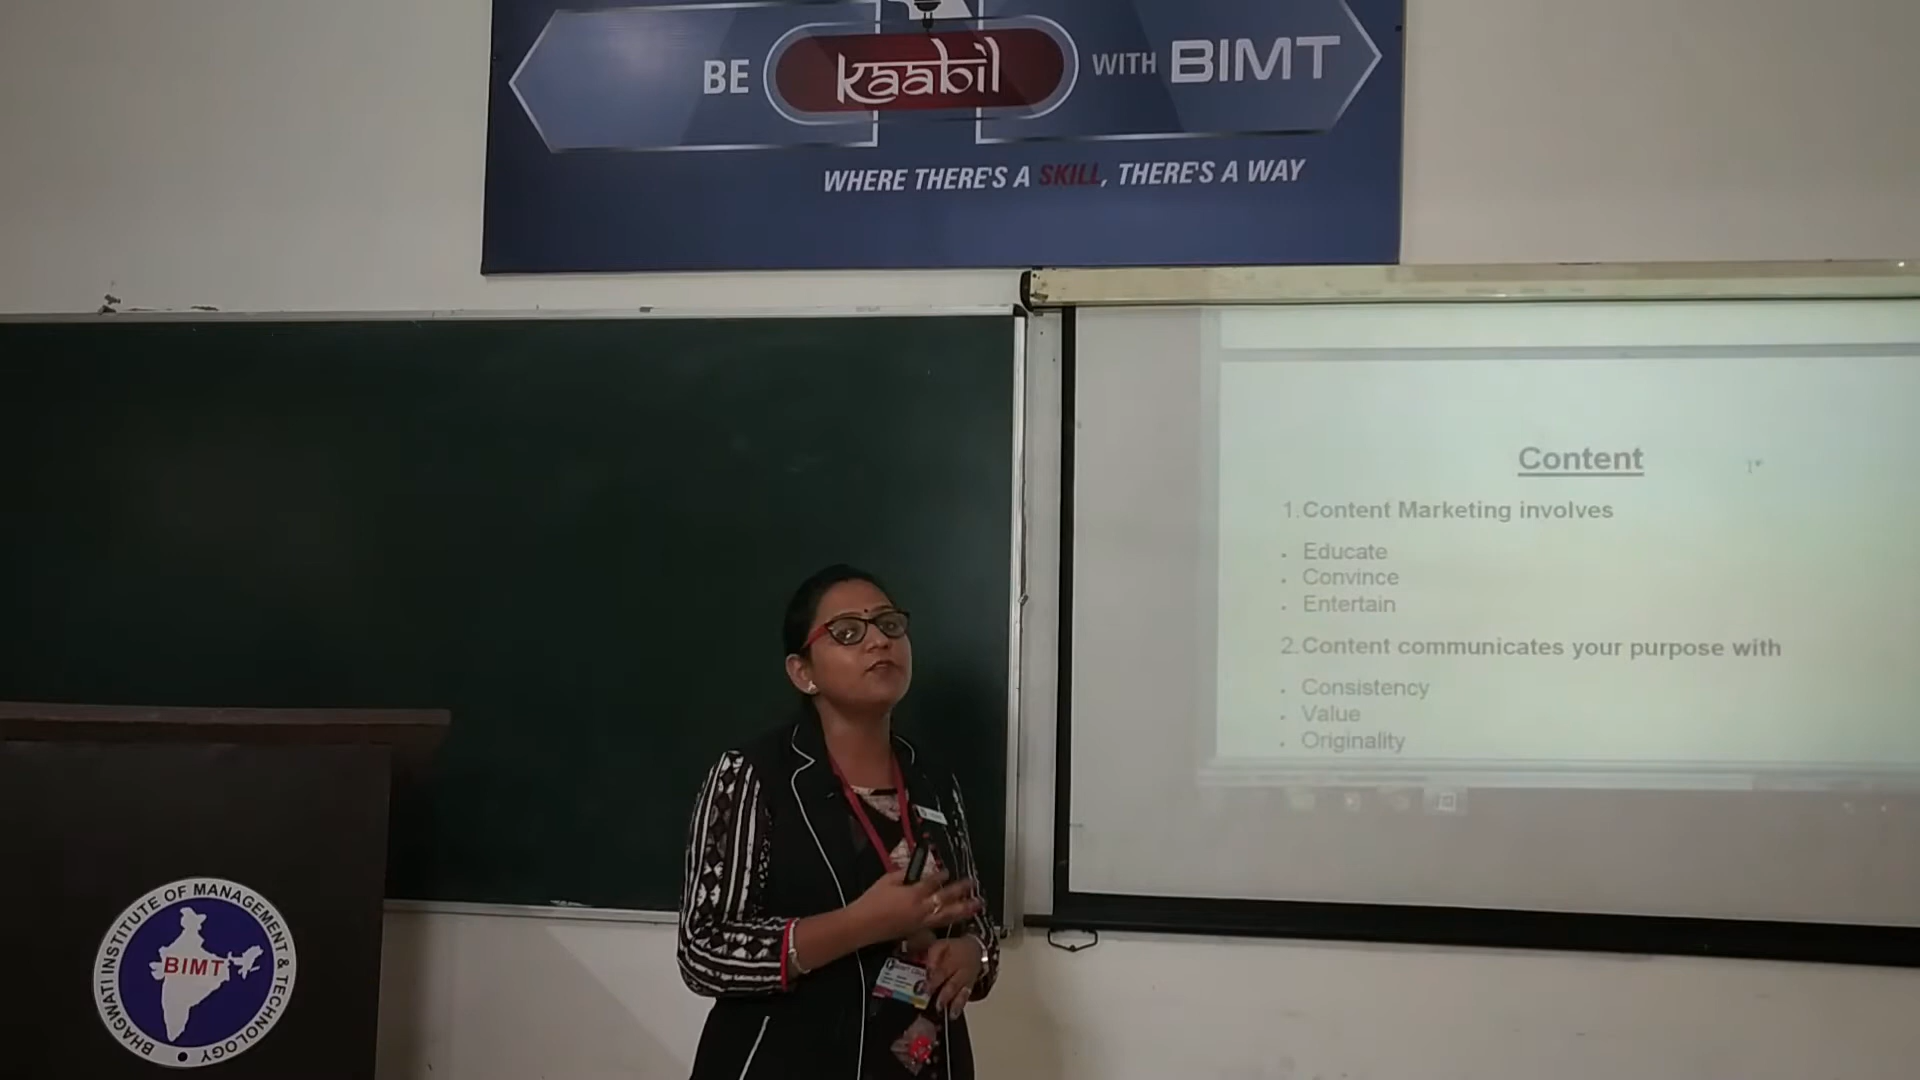 BE kaabil WITH BIMT
WHERE THERE'S A SKILL, THERE'S A WAY
Content
1.Content Marketing involves
• Educate
• Convince
• Entertain
2.Content communicates your purpose with
• Consistency
• Value
• Originality
BHAGWATI INSTITUTE OF MANAGEMENT & TECHNOLOGY
BIMT